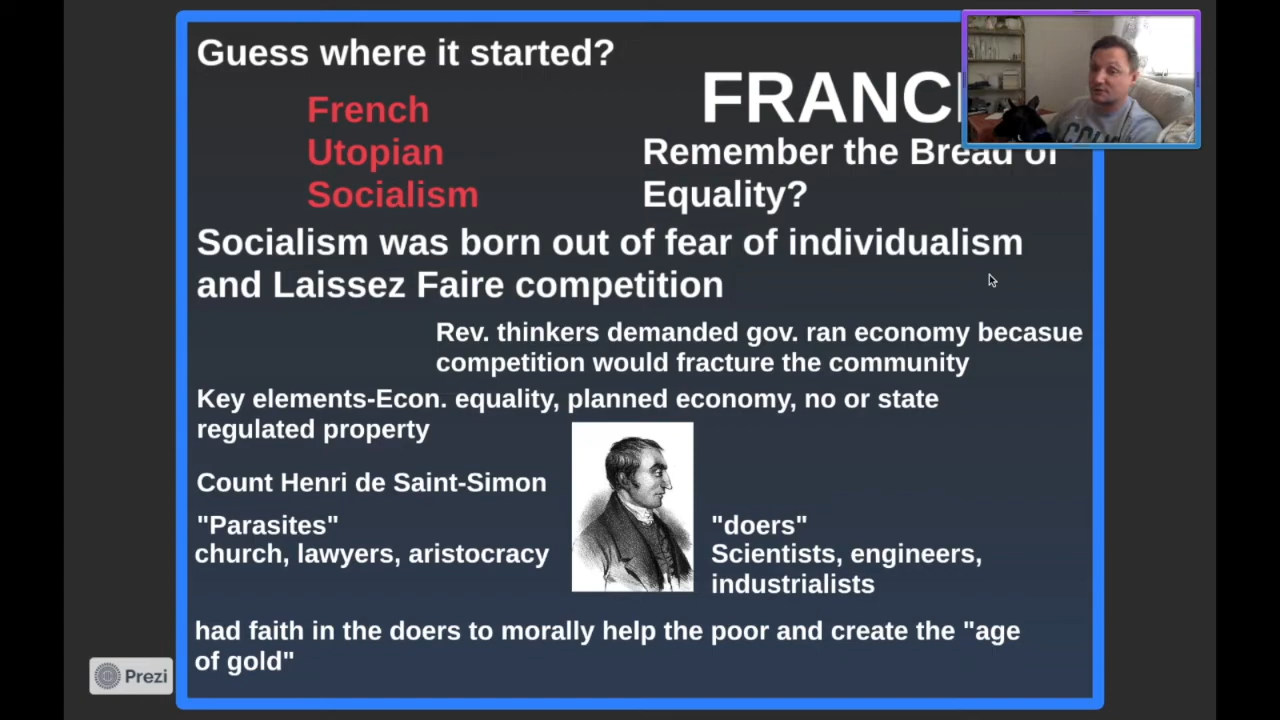 Guess where it started?
FRANC
French
Utopian
Socialism
Remember the Bread of
Equality?
Socialism was born out of fear of individualism
and Laissez Faire competition
Rev. thinkers demanded gov. ran economy becasue
competition would fracture the community
Key elements-Econ. equality, planned economy, no or state
regulated property
Count Henri de Saint-Simon
"Parasites"
church, lawyers, aristocracy
"doers"
Scientists, engineers,
industrialists
had faith in the doers to morally help the poor and create the "age
of gold"
Prezi